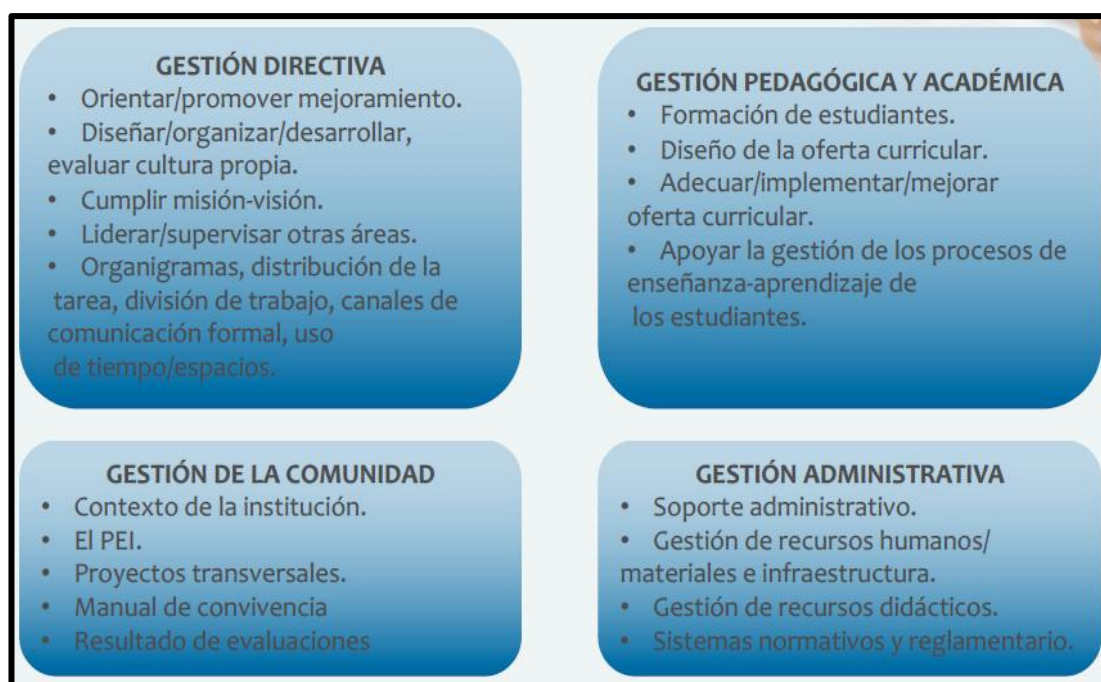 GESTIÓN DIRECTIVA
• Orientar/promover mejoramiento.
• Diseñar/organizar/desarrollar,
evaluar cultura propia.
• Cumplir misión-visión.
• Liderar/supervisar otras áreas.
• Organigramas, distribución de la
tarea, división de trabajo, canales de
comunicación formal, uso
de tiempo/espacios.
GESTIÓN PEDAGÓGICA Y ACADÉMICA
• Formación de estudiantes.
• Diseño de la oferta curricular.
• Adecuar/implementar/mejorar
oferta curricular.
• Apoyar la gestión de los procesos de
enseñanza-aprendizaje de
los estudiantes.
GESTIÓN DE LA COMUNIDAD
• Contexto de la institución.
• El PEI.
• Proyectos transversales.
• Manual de convivencia
• Resultado de evaluaciones
GESTIÓN ADMINISTRATIVA
• Soporte administrativo.
• Gestión de recursos humanos/
materiales e infraestructura.
• Gestión de recursos didácticos.
• Sistemas normativos y reglamentario.